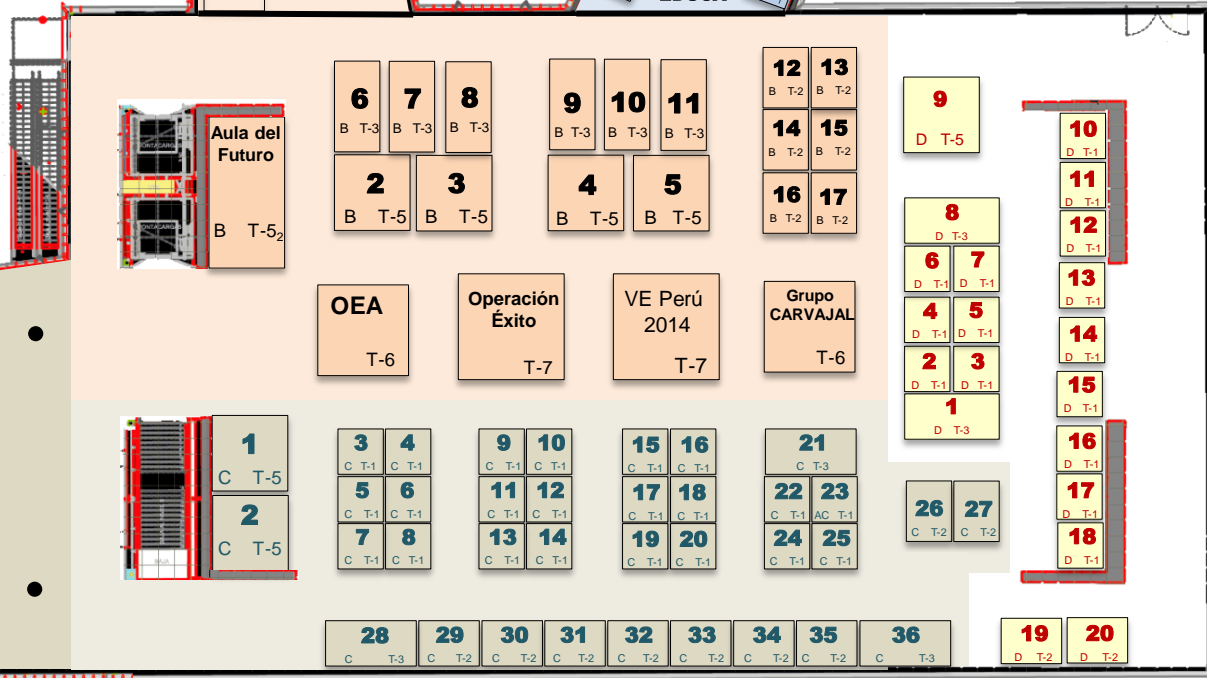 6
B T-3
7
B T-3
8
B T-3
9
B T-3
10
B T-3
11
B T-3
12
B T-2
13
B T-2
14
B T-2
15
B T-2
16
B T-2
17
B T-2
Aula del
Futuro
B T-5₂
2
B T-5
3
B T-5
4
B T-5
5
B T-5
OEA
T-6
Operación
Éxito
T-7
VE Perú
2014
T-7
Grupo
CARVAJAL
T-6
9
D T-5
8
D T-3
6
D T-1
7
D T-1
4
D T-1
5
D T-1
2
D T-1
3
D T-1
1
D T-3
10
D T-1
11
D T-1
12
D T-1
13
D T-1
14
D T-1
15
D T-1
16
D T-1
17
D T-1
18
D T-1
19
D T-2
20
D T-2
1
C T-5
2
C T-5
3
C T-1
4
C T-1
5
C T-1
6
C T-1
7
C T-1
8
C T-1
9
C T-1
10
C T-1
11
C T-1
12
C T-1
13
C T-1
14
C T-1
15
C T-1
16
C T-1
17
C T-1
18
C T-1
19
C T-1
20
C T-1
21
C T-3
22
C T-1
23
AC T-1
24
C T-1
25
C T-1
26
C T-2
27
C T-2
28
C T-3
29
C T-2
30
C T-2
31
C T-2
32
C T-2
33
C T-2
34
C T-2
35
C T-2
36
C T-3